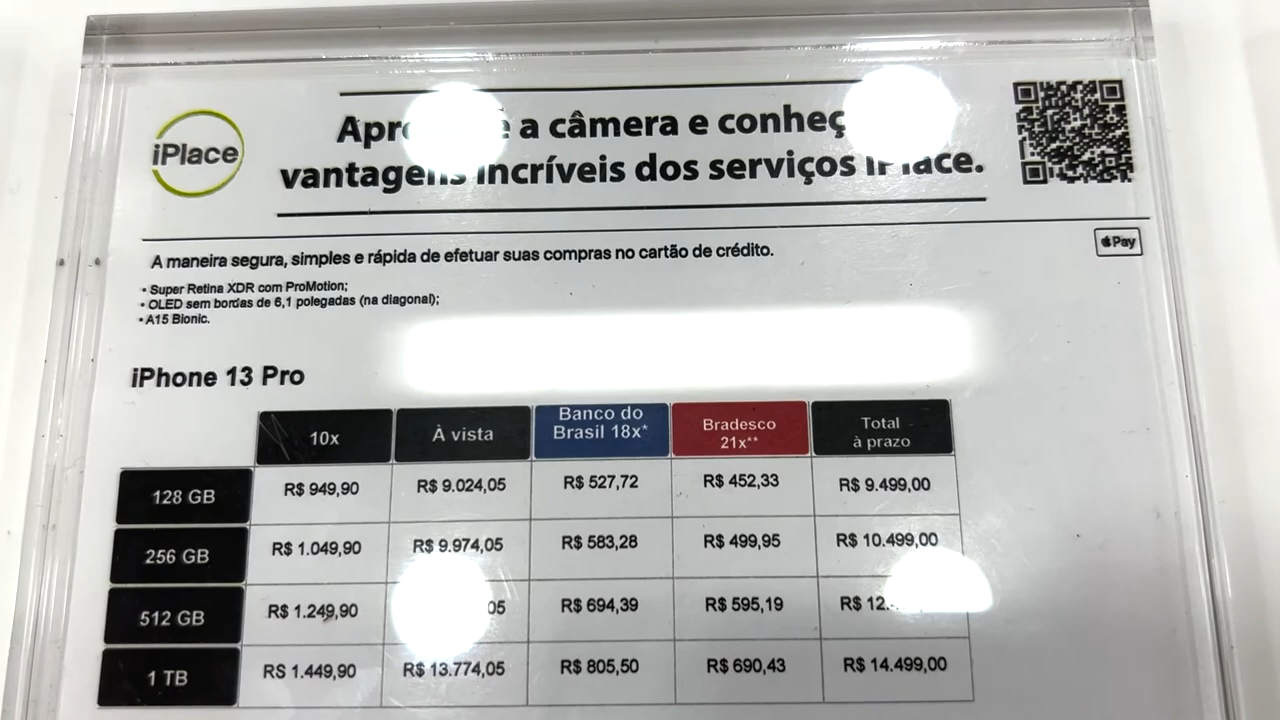 iPlace
a câmera e
vantagens incríveis dos serviços iPlace.
A maneira segura, simples e rápida de efetuar suas compras no cartão de crédito.
Pay
• Super Retina XDR com ProMotion;
• OLED sem bordas de 6,1 polegadas (na diagonal);
• A15 Bionic.
iPhone 13 Pro
10x À vista Banco do Brasil 18x* Bradesco 21x** Total à prazo
128 GB R$ 949,90 R$ 9.024,05 R$ 527,72 R$ 452,33 R$ 9.499,00
256 GB R$ 1.049,90 R$ 9.974,05 R$ 583,28 R$ 499,95 R$ 10.499,00
512 GB R$ 1.249,90 R$ 694,39 R$ 595,19 R$
1 TB R$ 1.449,90 R$ 13.774,05 R$ 805,50 R$ 690,43 R$ 14.499,00